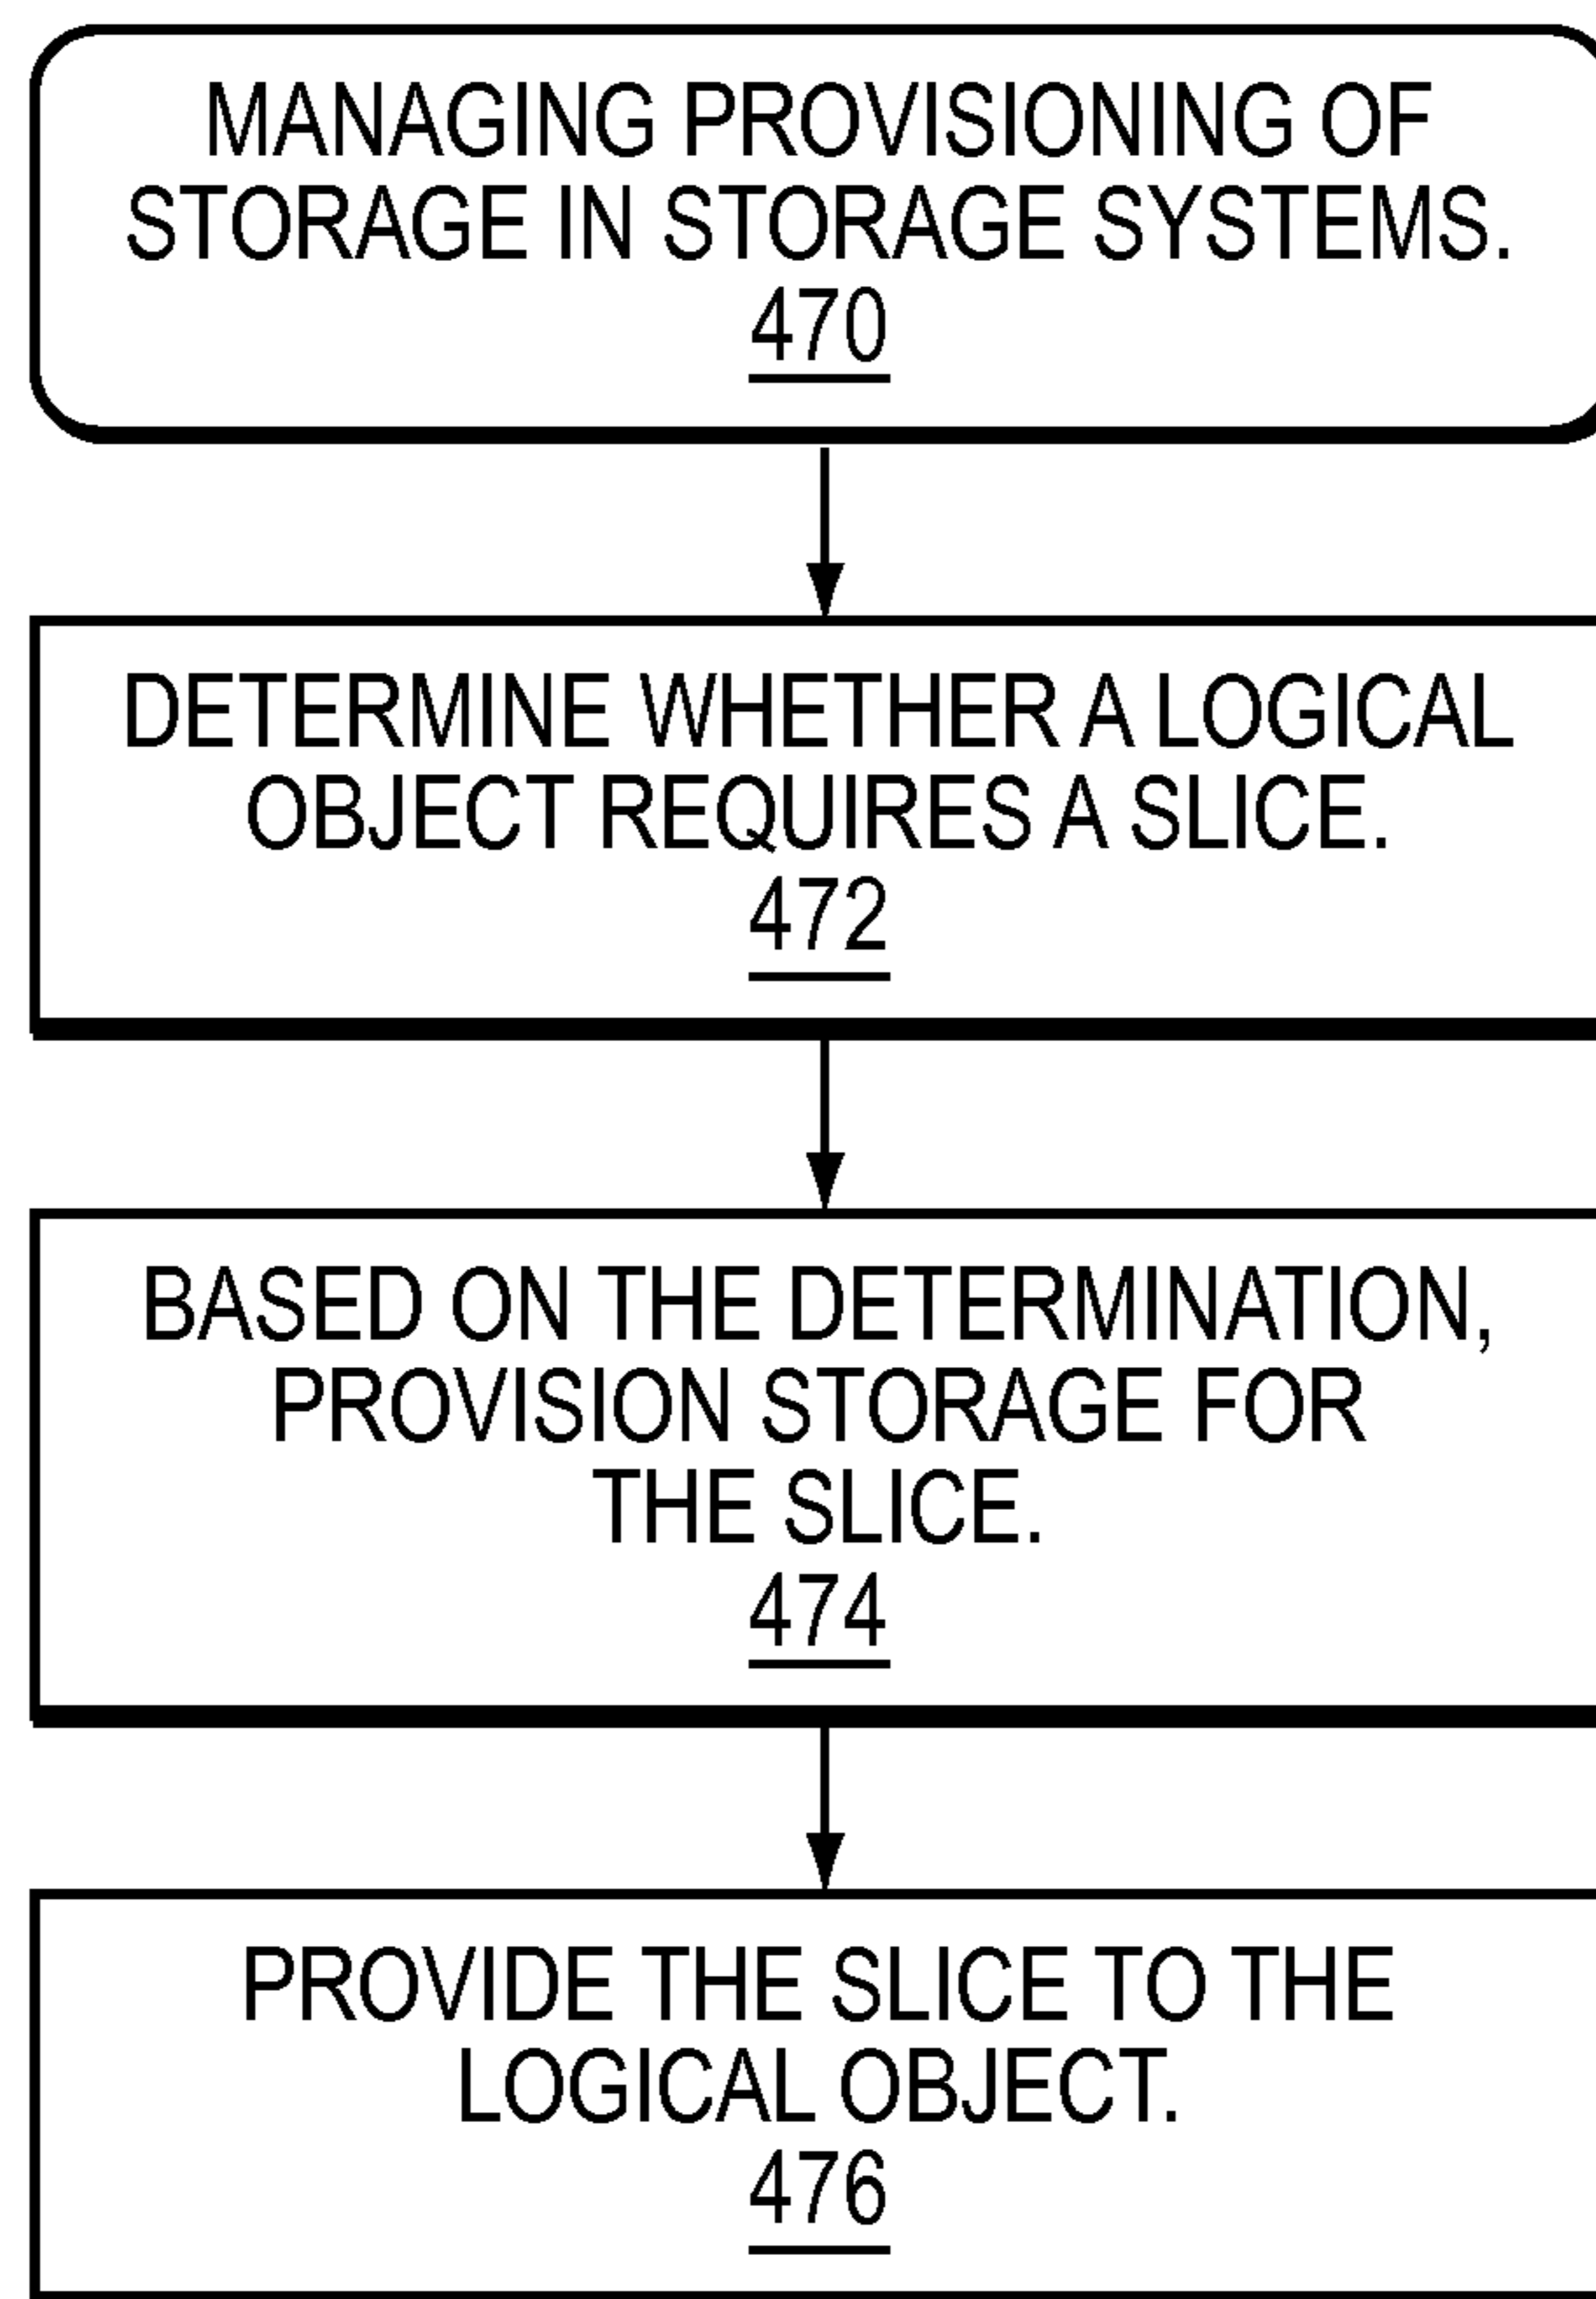 MANAGING PROVISIONING OF
STORAGE IN STORAGE SYSTEMS.
470
DETERMINE WHETHER A LOGICAL
OBJECT REQUIRES A SLICE.
472
BASED ON THE DETERMINATION,
PROVISION STORAGE FOR
THE SLICE.
474
PROVIDE THE SLICE TO THE
LOGICAL OBJECT.
476